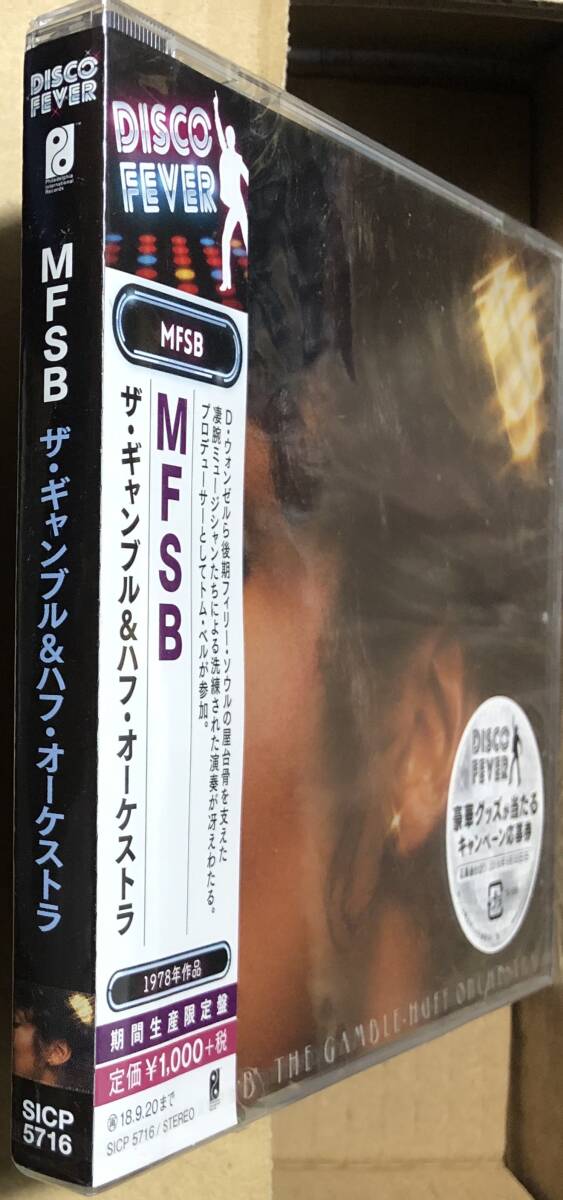 DISCO
FEVER
Philadelphia
International
Records
MFSB
ザ・ギャンブル&ハフ・オーケストラ
SICP
5716
DISCO
FEVER
MFSB
MFSB
ザ・ギャンブル&ハフ・オーケストラ
D・ウォンゼルら後期フィリー・ソウルの屋台骨を支えた
凄腕ミュージシャンたちによる洗練された演奏が冴えわたる。
プロデューサーとしてトム・ベルが参加。
1978年作品
期間生産限定盤
定価¥1,000+税
18.9.20まで
SICP 5716 / STEREO
DISCO
FEVER
豪華グッズが当たる
キャンペーン応募券
THE GAMBLE-HUFF ORCHESTRA